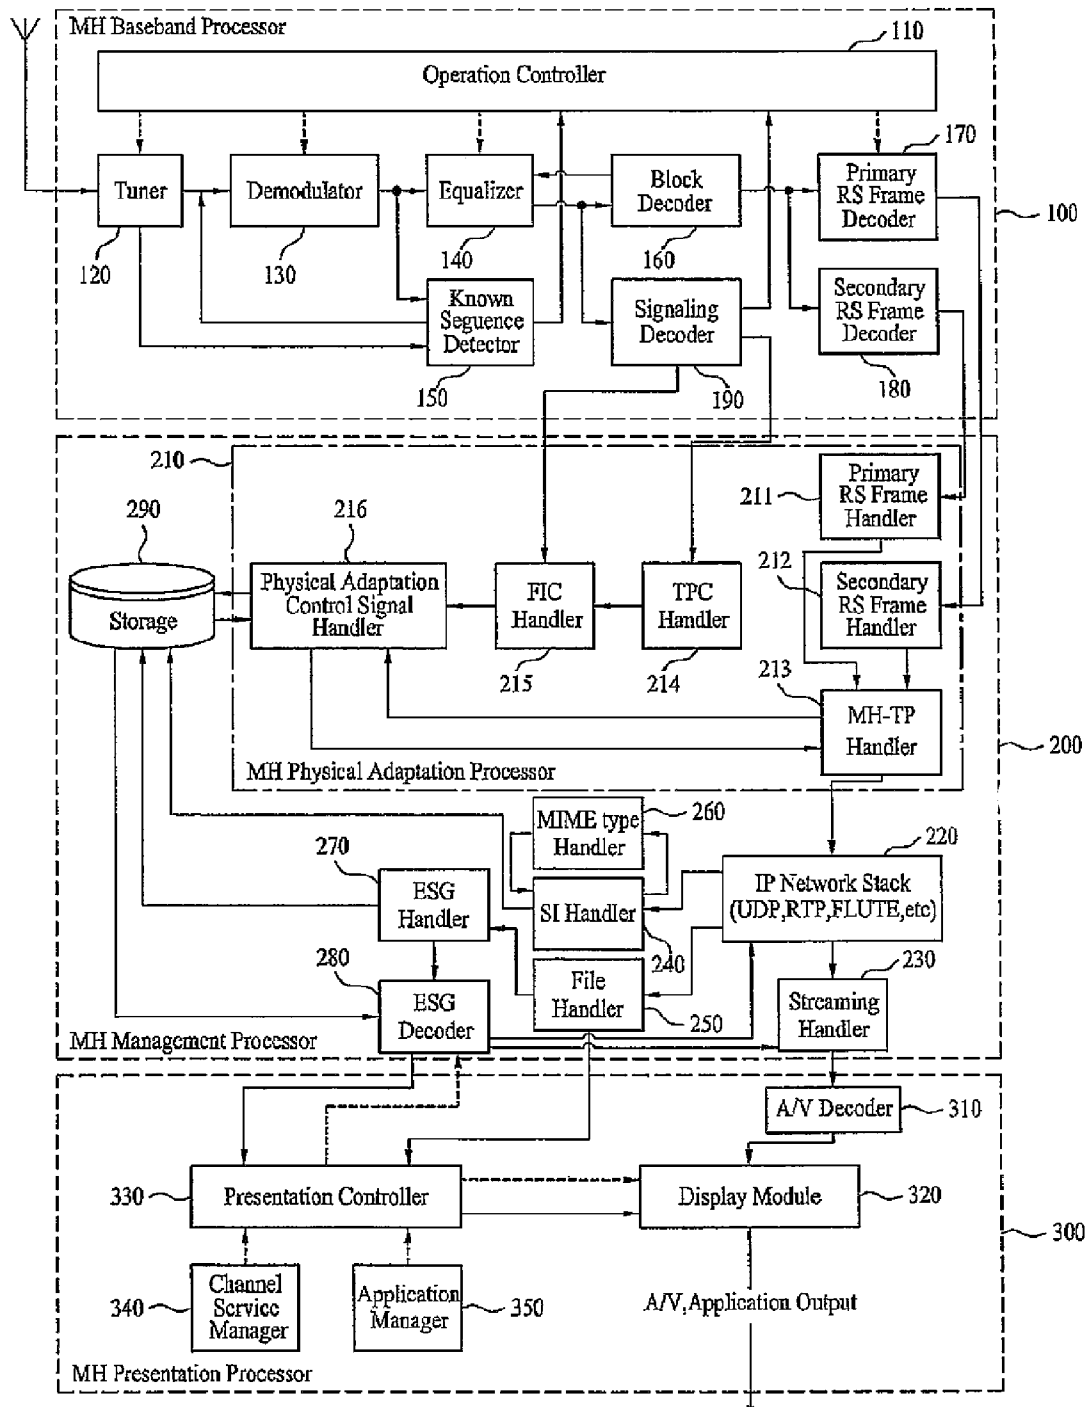 MH Baseband Processor
110
Operation Controller
170
Tuner
Demodulator
Equalizer
Block
Decoder
Primary
RS Frame
Decoder
100
120
130
140
160
Known
Seguence
Detector
Signaling
Decoder
Secondary
RS Frame
Decoder
150
190
180
210
290
216
211
Primary
RS Frame
Handler
Storage
Physical Adaptation
Control Signal
Handler
FIC
Handler
TPC
Handler
212
Secondary
RS Frame
Handler
215
214
213
MH-TP
Handler
200
MH Physical Adaptation Processor
MIME type
Handler
260
220
270
ESG
Handler
SI Handler
IP Network Stack
(UDP,RTP,FLUTE,etc)
240
280
ESG
Decoder
File
Handler
250
230
Streaming
Handler
MH Management Processor
A/V Decoder
310
330
Presentation Controller
Display Module
320
300
340
Channel
Service
Manager
Application
Manager
350
A/V,Application Output
MH Presentation Processor